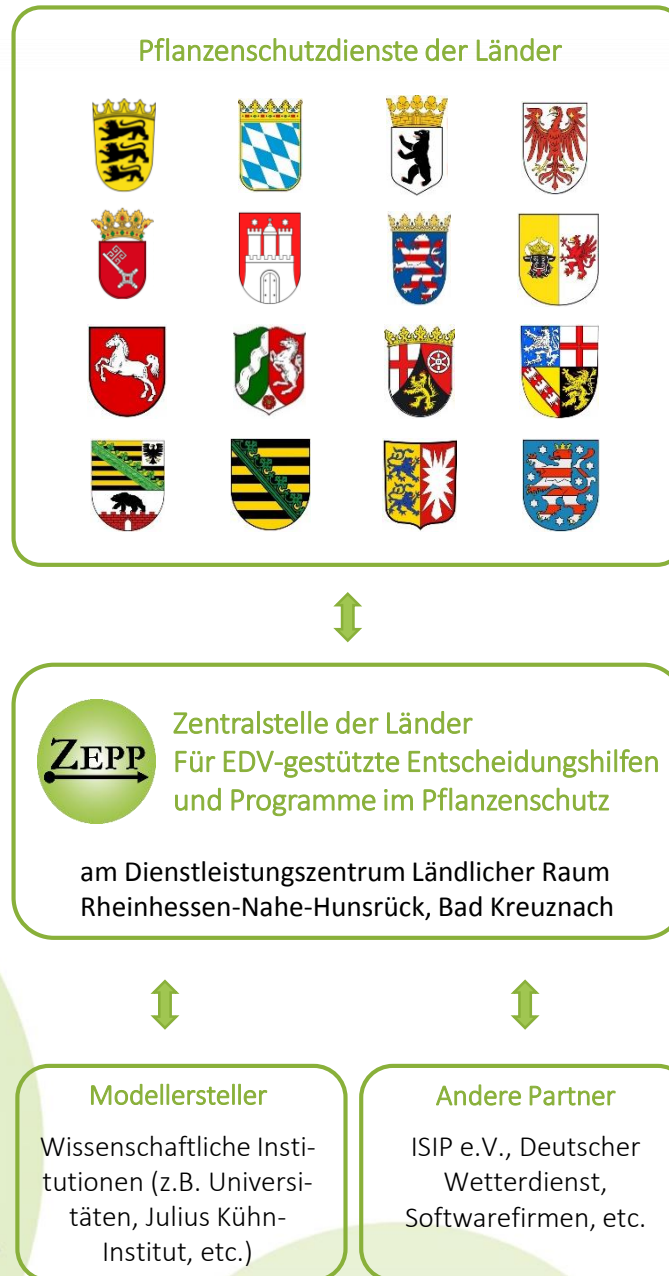 Pflanzenschutzdienste der Länder
ZEPP
Zentralstelle der Länder
Für EDV-gestützte Entscheidungshilfen
und Programme im Pflanzenschutz
am Dienstleistungszentrum Ländlicher Raum
Rheinhessen-Nahe-Hunsrück, Bad Kreuznach
Modellersteller
Wissenschaftliche Insti-
tutionen (z.B. Universi-
täten, Julius Kühn-
Institut, etc.)
Andere Partner
ISIP e.V., Deutscher
Wetterdienst,
Softwarefirmen, etc.